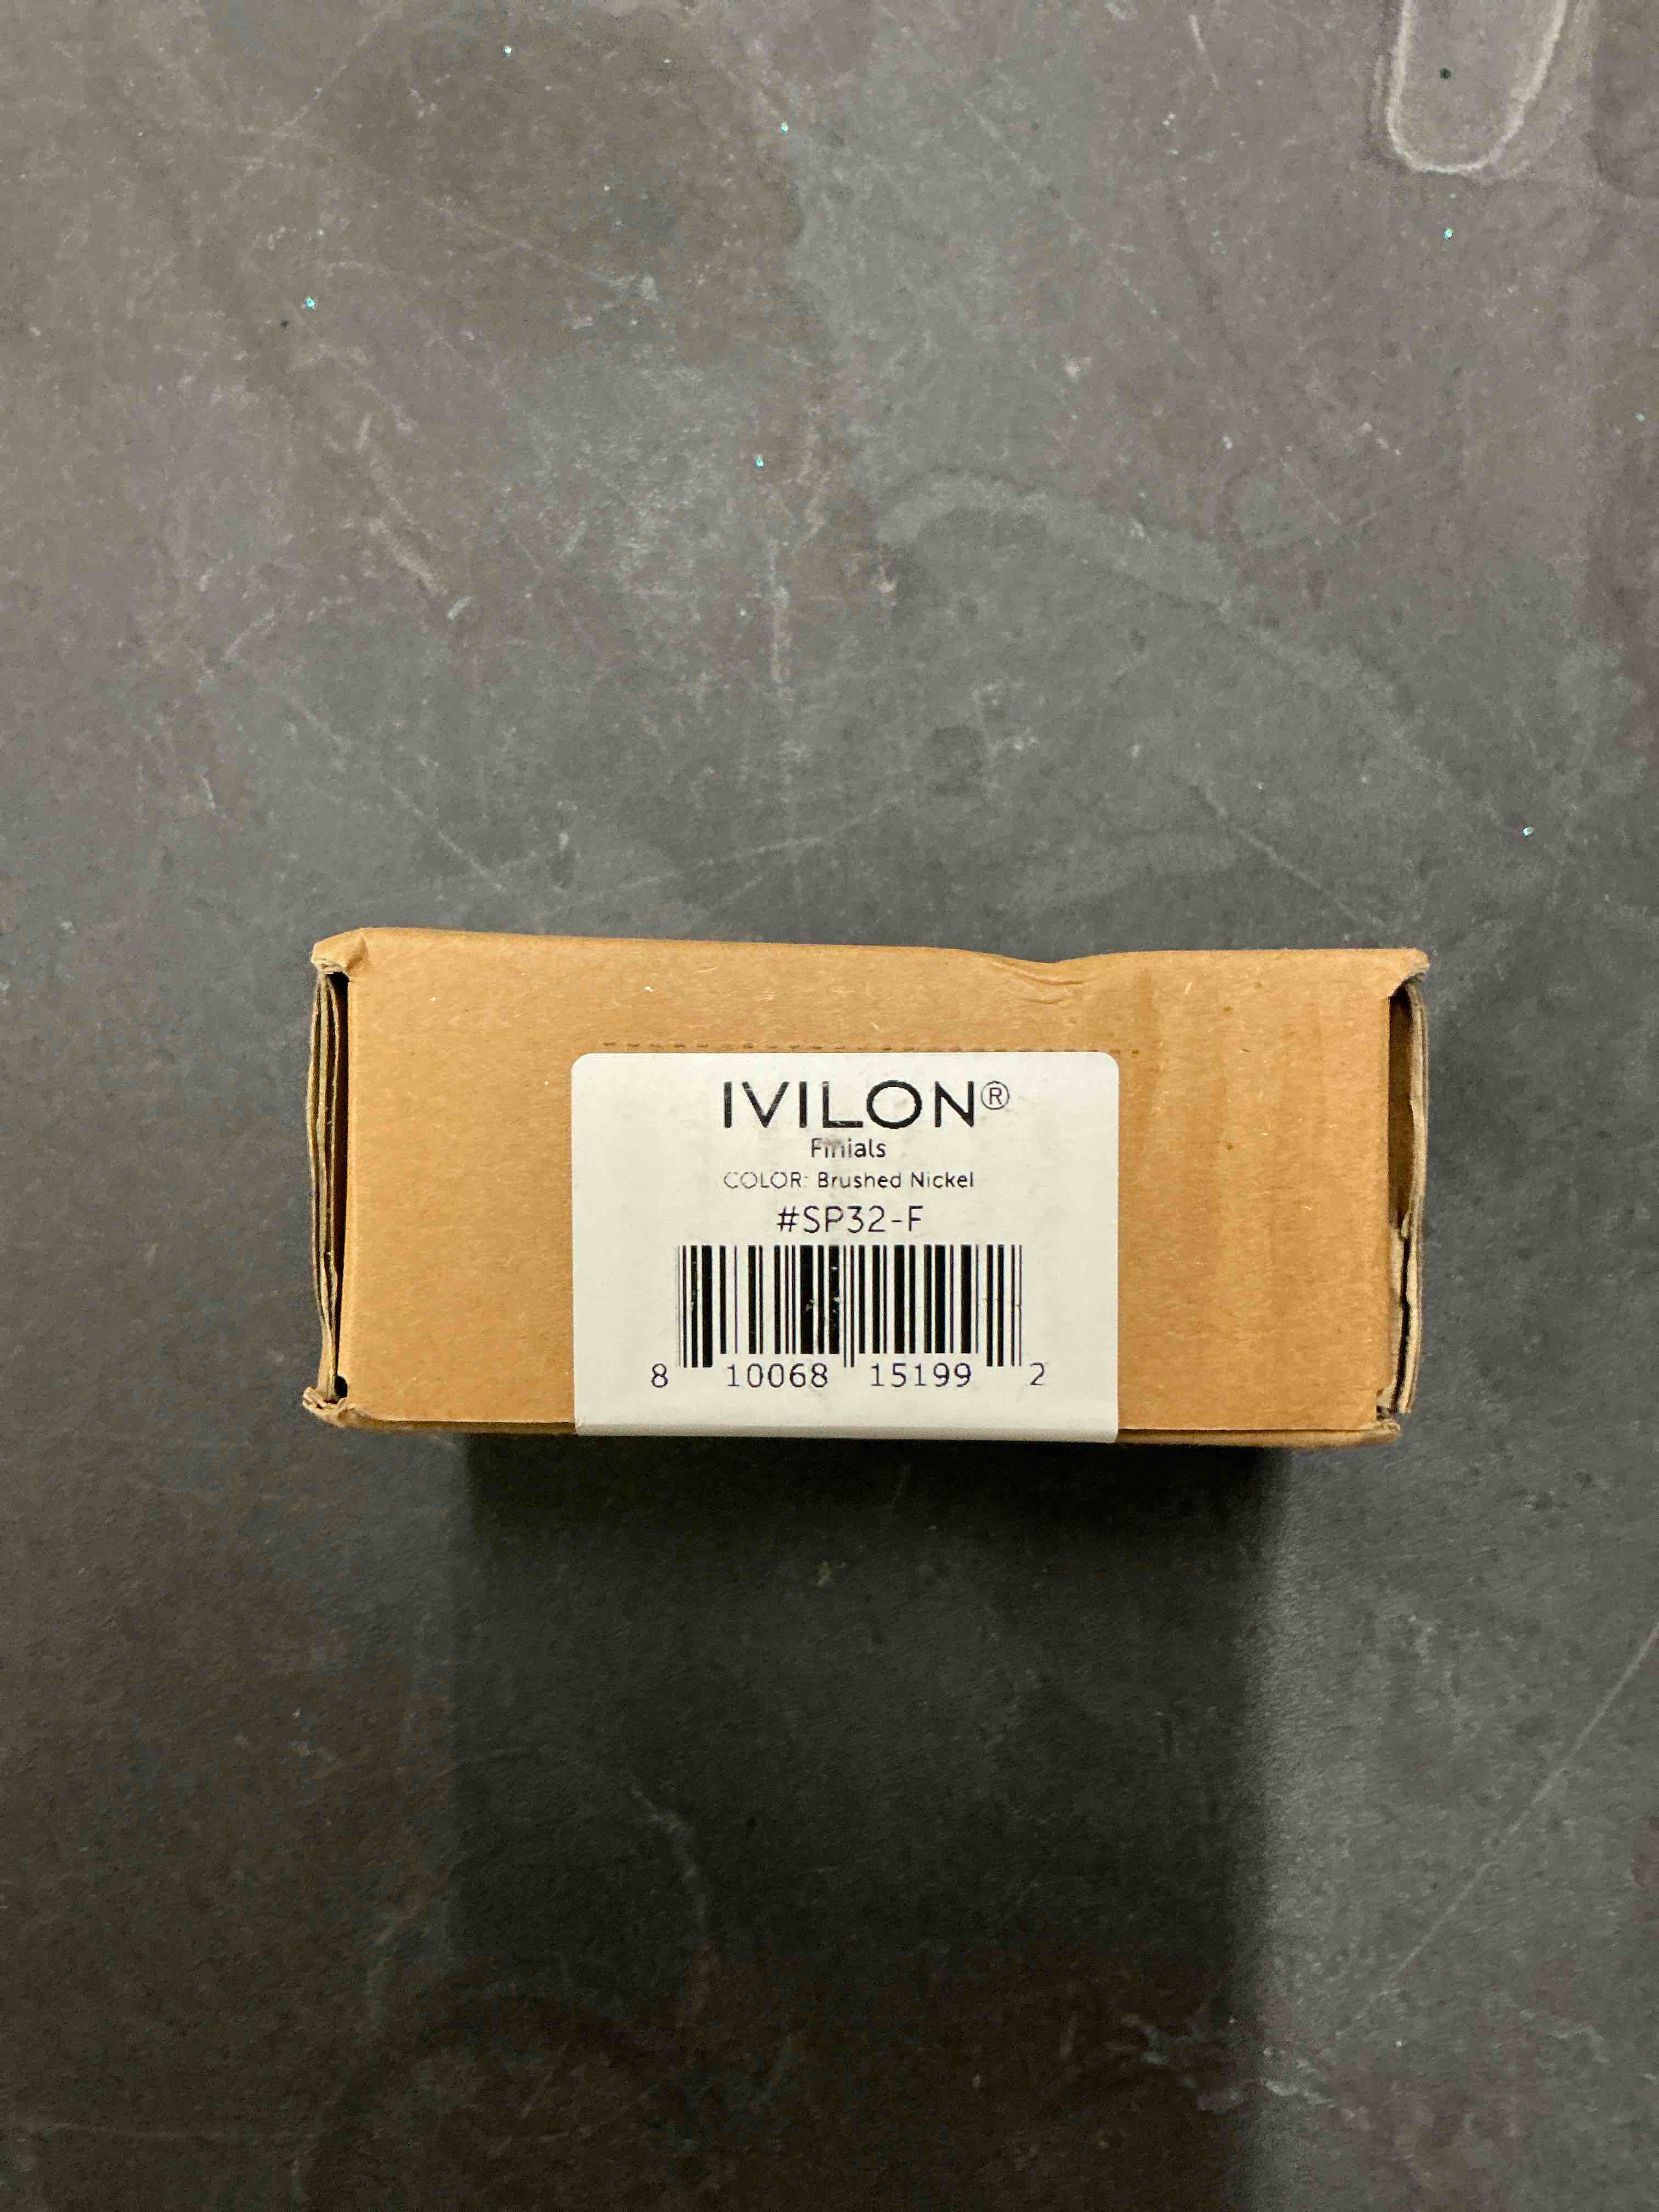 IVILON®
Finials
COLOR: Brushed Nickel
#SP32-F
8 10068 15199 2